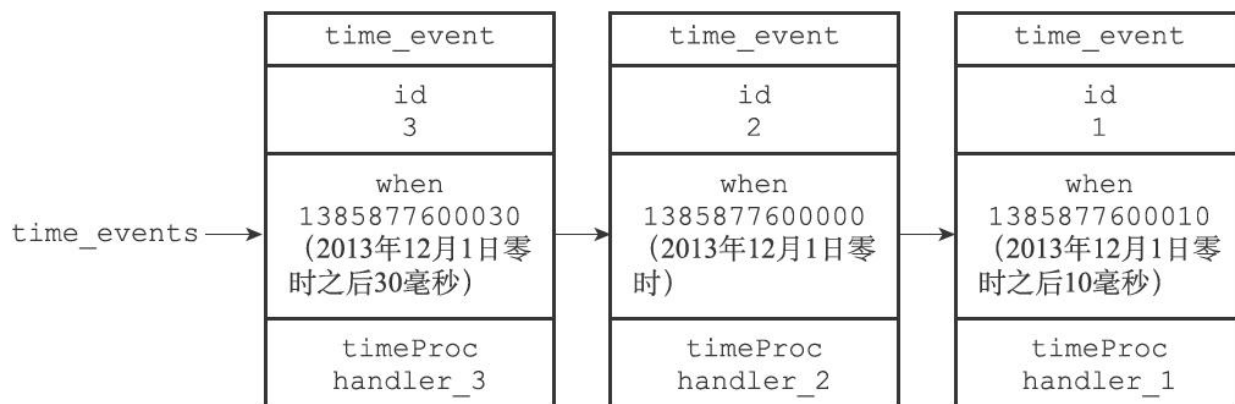 time_events
time_event
id
3
when
1385877600030
（2013年12月1日零
时之后30毫秒）
timeProc
handler_3
time_event
id
2
when
1385877600000
（2013年12月1日零
时）
timeProc
handler_2
time_event
id
1
when
1385877600010
（2013年12月1日零
时之后10毫秒）
timeProc
handler_1